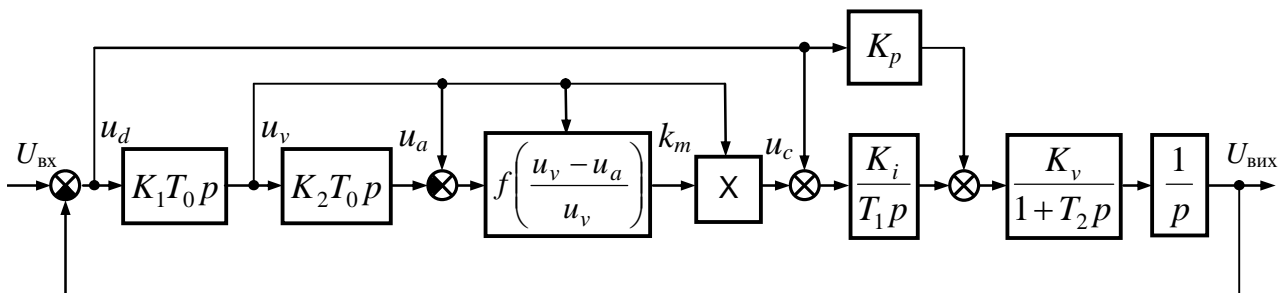 K_p
u_d
u_v
u_a
k_m
u_c
U_вх
K_1T_0p
K_2T_0p
f((u_v − u_a)/u_v)
X
K_i/(T_1p)
K_v/(1+T_2p)
1/p
U_вих